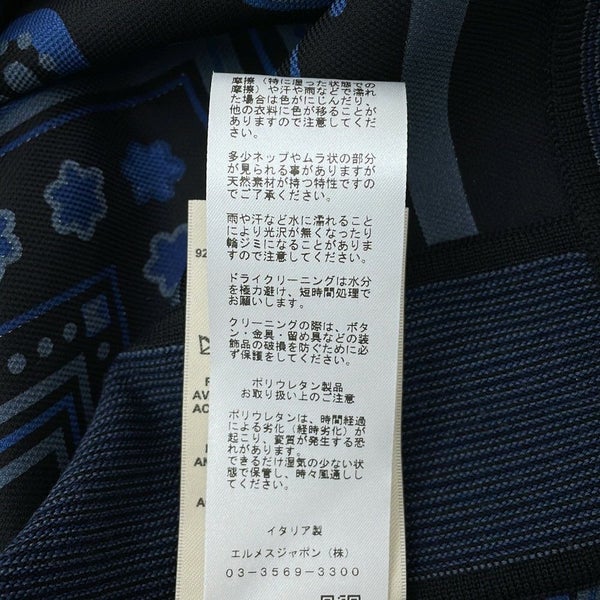 摩擦（特に湿った状態での
摩擦）や汗や雨などで濡れ
た場合は色がにじんだり、
他の衣料に色が移ることが
ありますので注意してくだ
さい。
多少ネップやムラ状の部分
が見られる事がありますが
天然素材が持つ特性ですの
でご了承ください。
雨や汗など水に濡れること
により光沢が無くなったり
輪ジミになることがありま
すので注意してください。
ドライクリーニングは水分
を極力避け、短時間処理で
お願いします。
クリーニングの際は、ボタ
ン・金具・留め具などの装
飾品の破損を防ぐために必
ず保護をしてください。
ポリウレタン製品
お取り扱い上のご注意
ポリウレタンは、時間経過
による劣化（経時劣化）が
起こり、変質が発生する恐
れがあります。
できるだけ湿気の少ない状
態で保管し、時々風通しし
てください。
イタリア製
エルメスジャポン（株）
03-3569-3300
92
AV
AC
AN
A